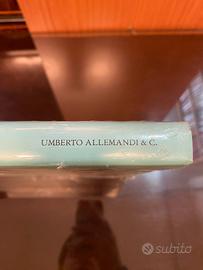 UMBERTO ALLEMANDI & C.
subito